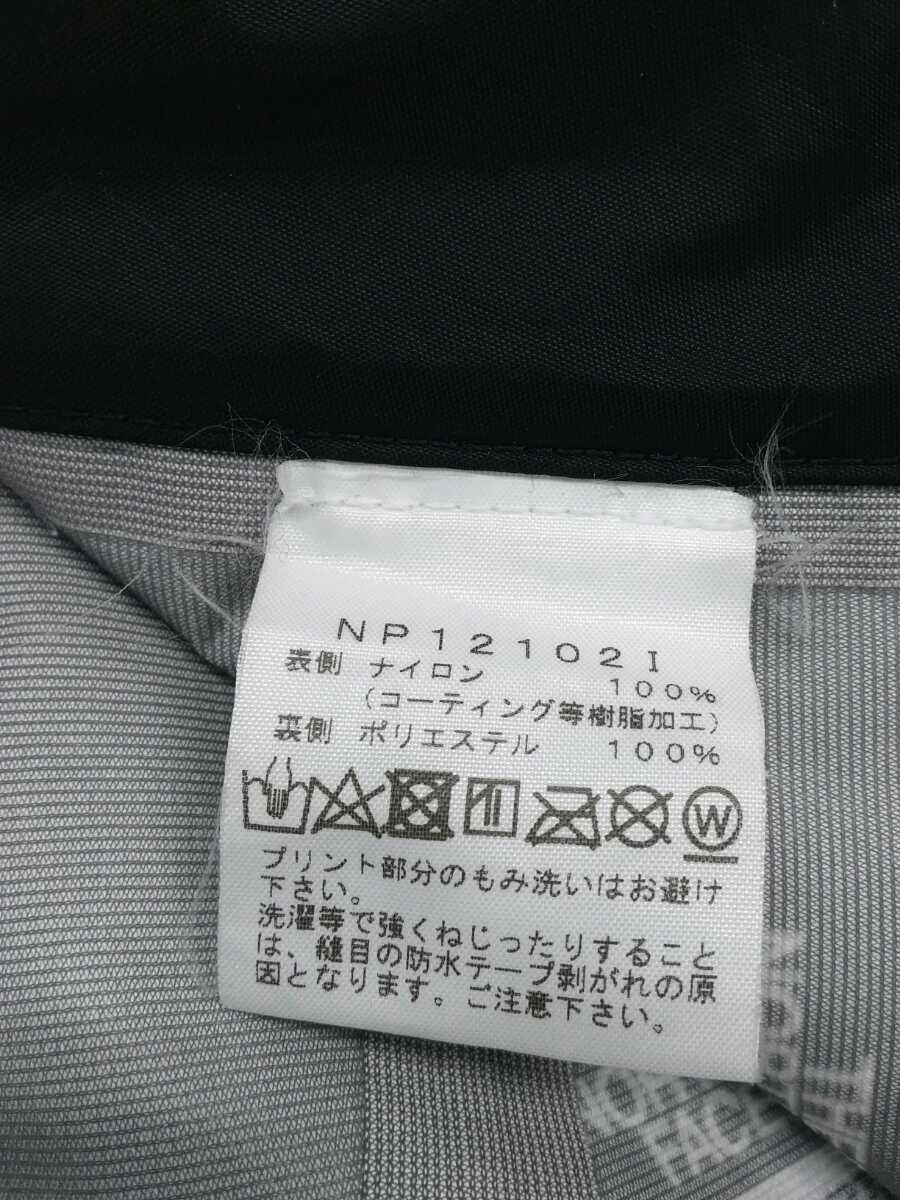 NP12102I
表側 ナイロン 100%
(コーティング等樹脂加工)
裏側 ポリエステル 100%
W
プリント部分のもみ洗いはお避け
下さい。
洗濯等で強くねじったりすること
は、縫目の防水テープ剥がれの原
因となります。ご注意下さい。